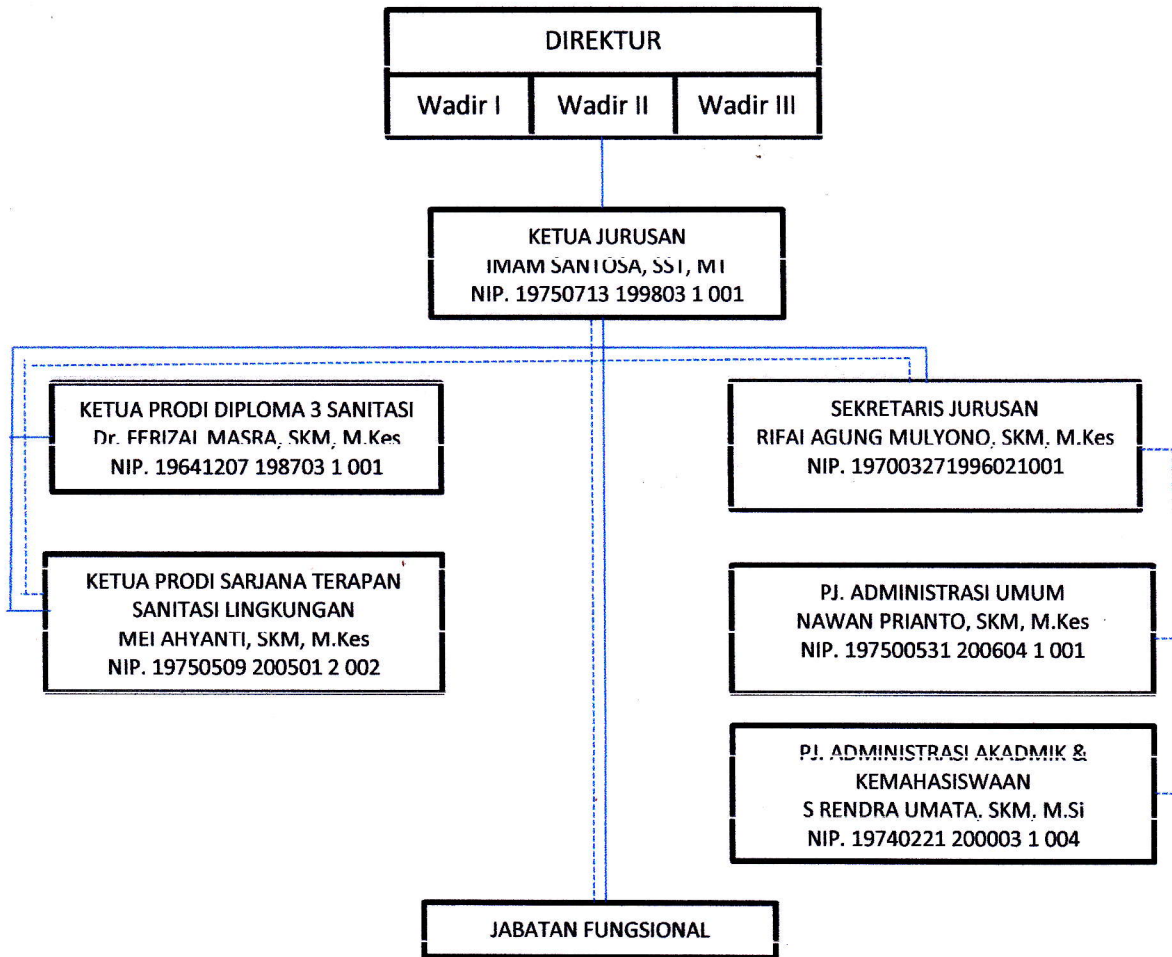 DIREKTUR
Wadir I
Wadir II
Wadir III
KETUA JURUSAN
IMAM SANTOSA, SST, MT
NIP. 19750713 199803 1 001
KETUA PRODI DIPLOMA 3 SANITASI
Dr. FERIZAL MASRA, SKM, M.Kes
NIP. 19641207 198703 1 001
SEKRETARIS JURUSAN
RIFAI AGUNG MULYONO, SKM, M.Kes
NIP. 197003271996021001
KETUA PRODI SARJANA TERAPAN
SANITASI LINGKUNGAN
MEI AHYANTI, SKM, M.Kes
NIP. 19750509 200501 2 002
PJ. ADMINISTRASI UMUM
NAWAN PRIANTO, SKM, M.Kes
NIP. 197500531 200604 1 001
PJ. ADMINISTRASI AKADMIK &
KEMAHASISWAAN
S RENDRA UMATA, SKM, M.Si
NIP. 19740221 200003 1 004
JABATAN FUNGSIONAL